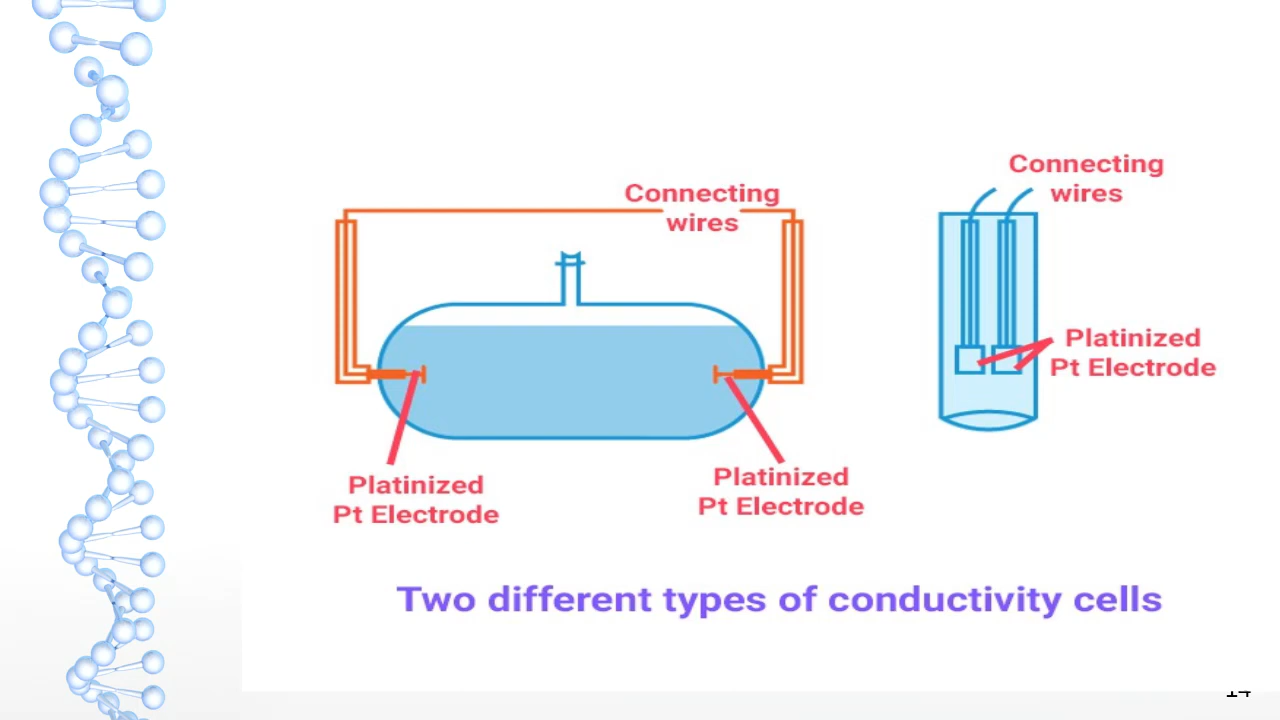 Connecting
wires
Connecting
wires
Platinized
Pt Electrode
Platinized
Pt Electrode
Platinized
Pt Electrode
Two different types of conductivity cells
14